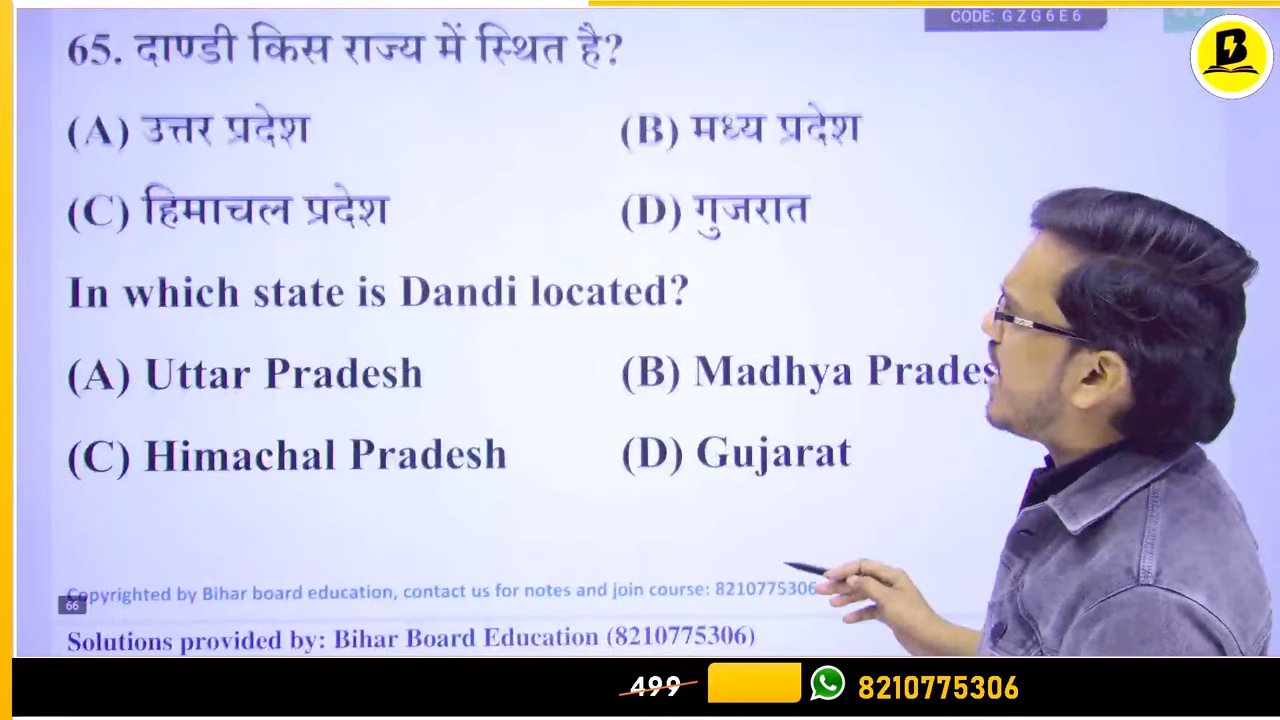 CODE: G Z G 6 E 6
B
65. दाण्डी किस राज्य में स्थित है?
(A) उत्तर प्रदेश (B) मध्य प्रदेश
(C) हिमाचल प्रदेश (D) गुजरात
In which state is Dandi located?
(A) Uttar Pradesh (B) Madhya Prades
(C) Himachal Pradesh (D) Gujarat
Copyrighted by Bihar board education, contact us for notes and join course: 8210775306
66
Solutions provided by: Bihar Board Education (8210775306)
499 8210775306